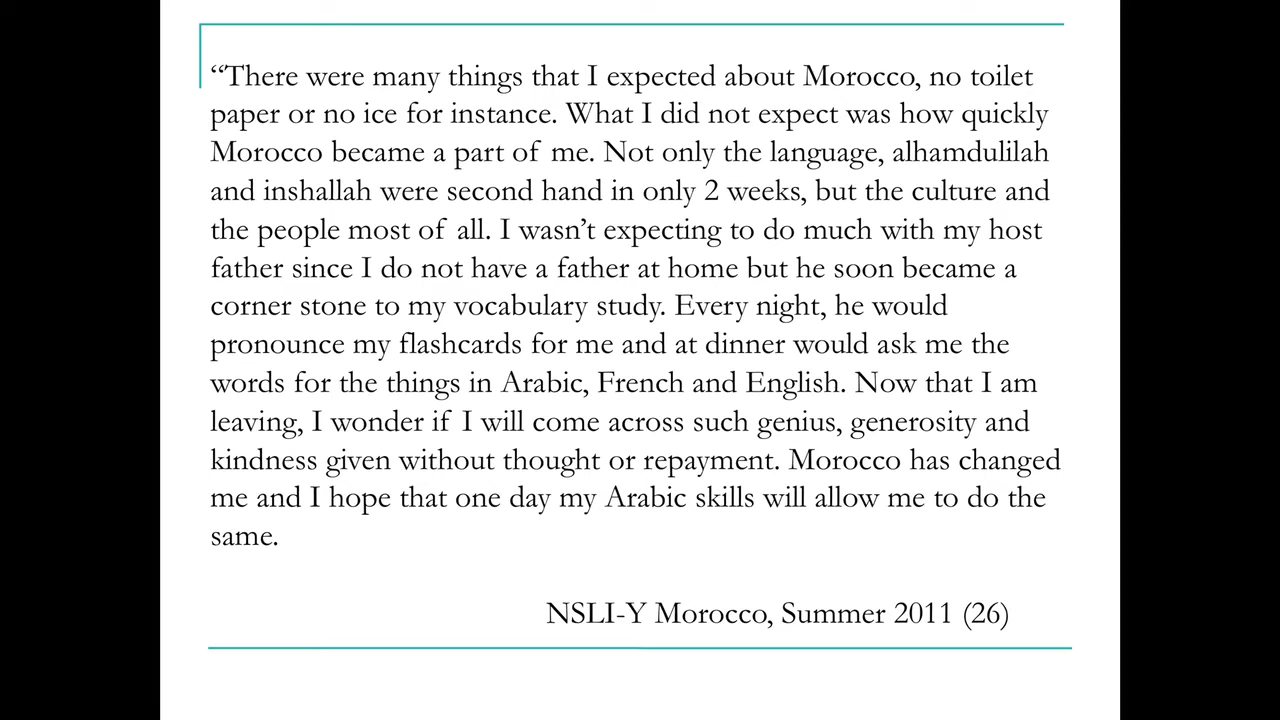 “There were many things that I expected about Morocco, no toilet
paper or no ice for instance. What I did not expect was how quickly
Morocco became a part of me. Not only the language, alhamdulilah
and inshallah were second hand in only 2 weeks, but the culture and
the people most of all. I wasn’t expecting to do much with my host
father since I do not have a father at home but he soon became a
corner stone to my vocabulary study. Every night, he would
pronounce my flashcards for me and at dinner would ask me the
words for the things in Arabic, French and English. Now that I am
leaving, I wonder if I will come across such genius, generosity and
kindness given without thought or repayment. Morocco has changed
me and I hope that one day my Arabic skills will allow me to do the
same.
NSLI-Y Morocco, Summer 2011 (26)